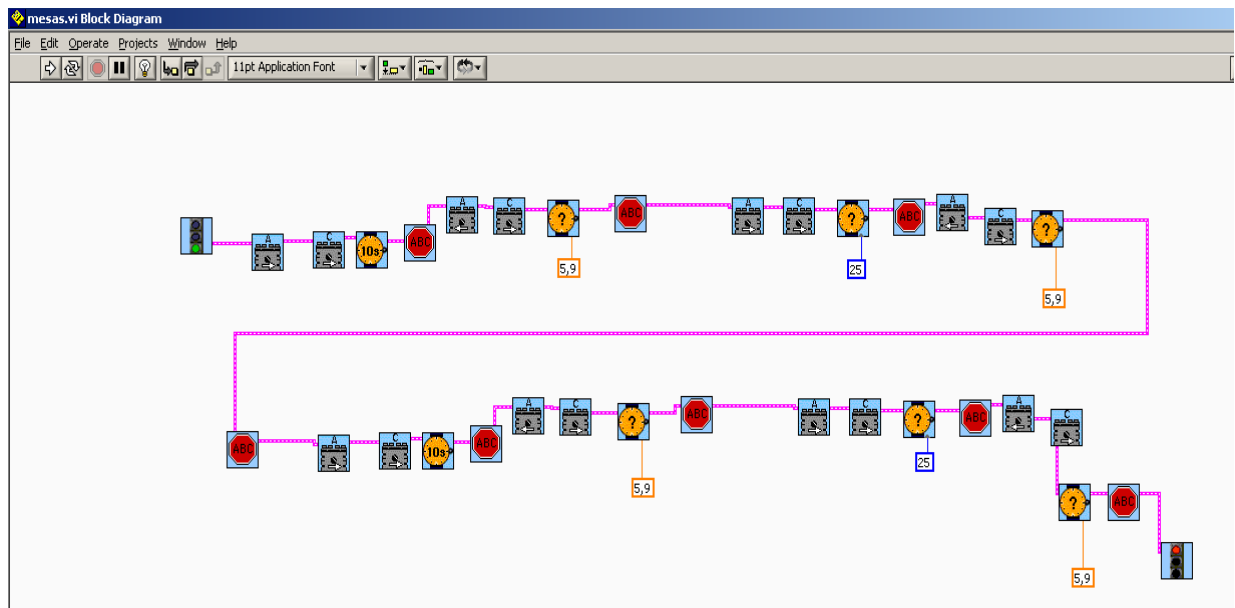 mesas.vi Block Diagram
File Edit Operate Projects Window Help
11pt Application Font
A C 10s ABC A C ? ABC A C ? ABC A C ?
5,9 25 5,9
ABC A C 10s ABC A C ? ABC A C ? ABC A C
5,9 25
? ABC
5,9